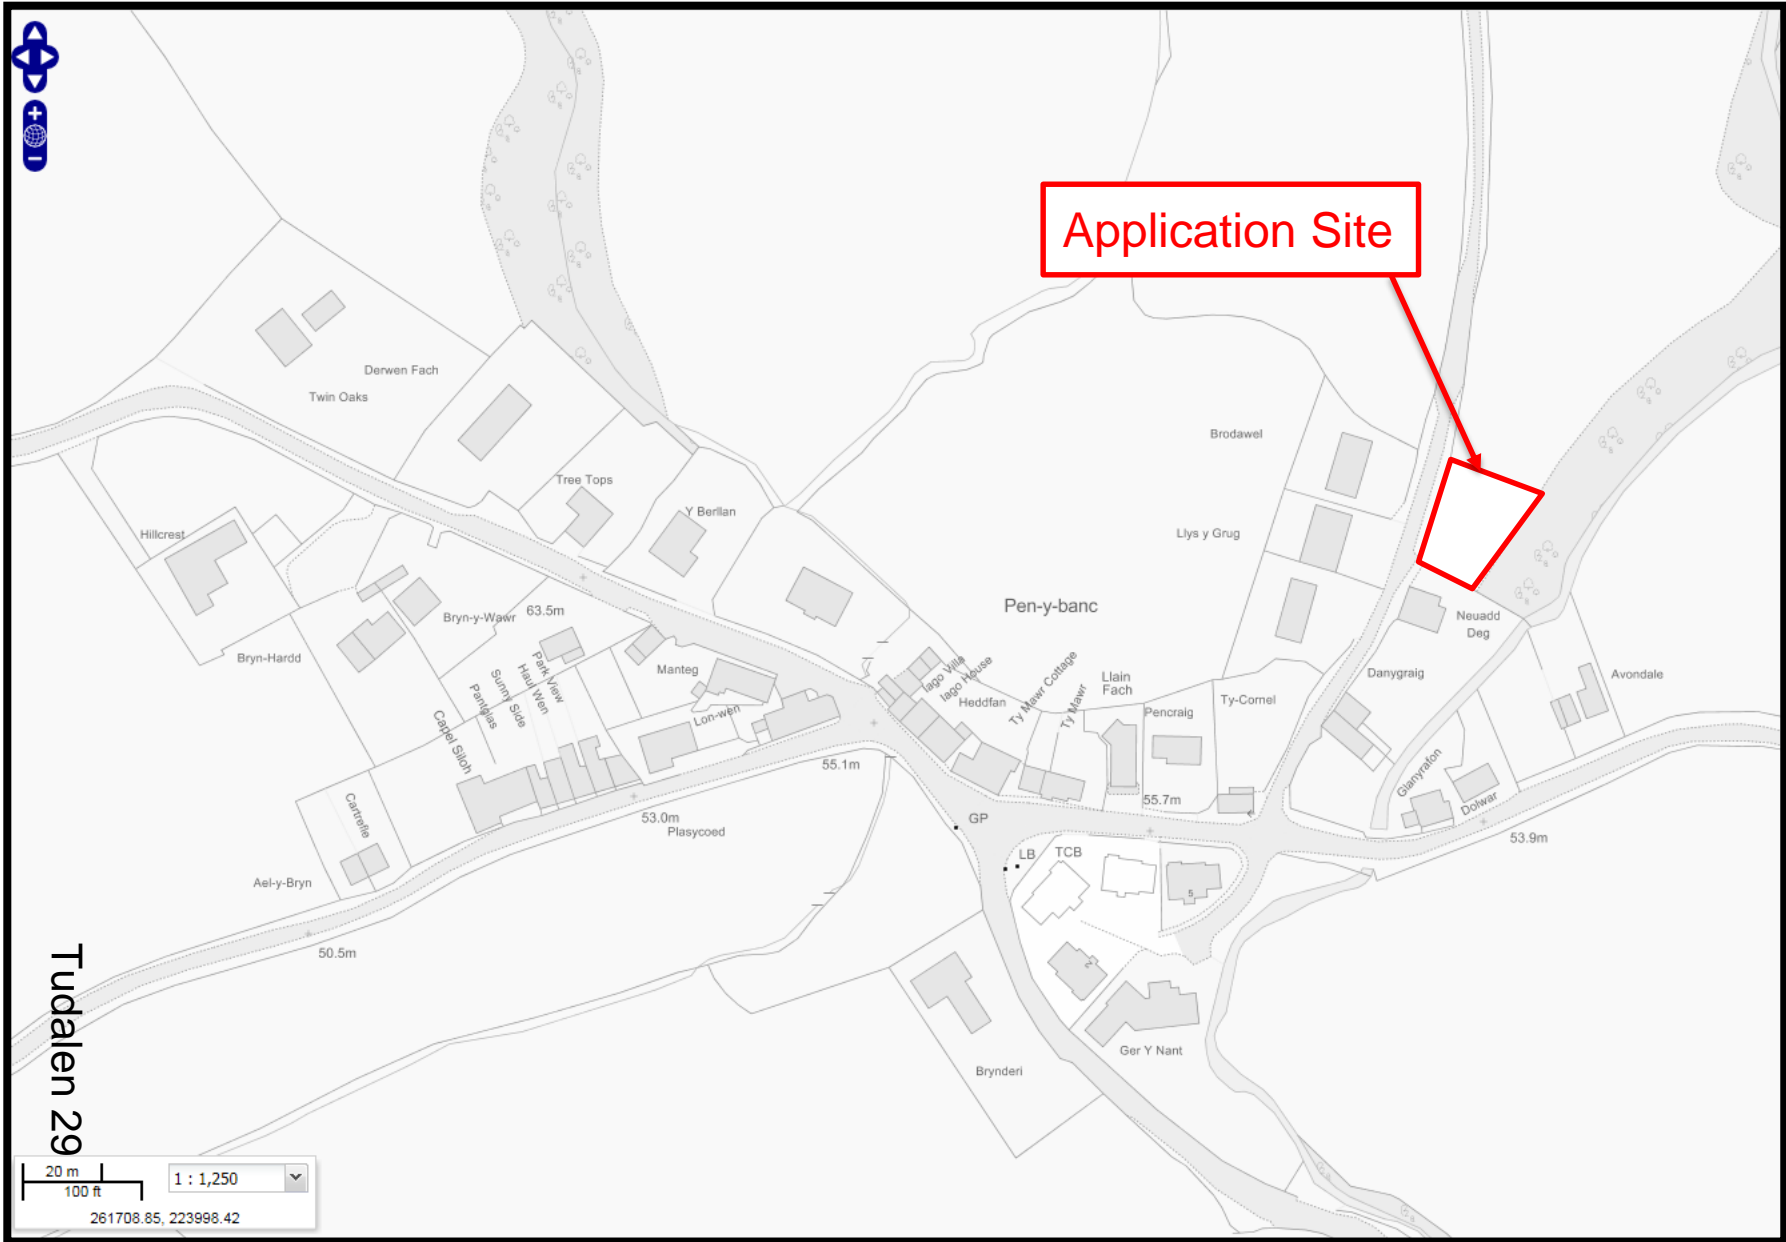 Application Site
Derwen Fach
Twin Oaks
Tree Tops
Y Berllan
Hillcrest
Bryn-y-Wawr
63.5m
Bryn-Hardd
Manteg
Park View
Haul Wen
Sunny Side
Pantglas
Capel Siloh
Lon-wen
Cartrefle
Ael-y-Bryn
53.0m
Plasycoed
55.1m
50.5m
Pen-y-banc
Iago Villa
Iago House
Heddfan
Ty Mawr Cottage
Ty Mawr
Llain
Fach
Pencraig
Ty-Cornel
55.7m
Brodawel
Llys y Grug
Neuadd
Deg
Danygraig
Avondale
Glanyrafon
Dolwar
53.9m
GP
LB
TCB
5
2
Ger Y Nant
Brynderi
Tudalen 29
20 m
100 ft
1 : 1,250
261708.85, 223998.42